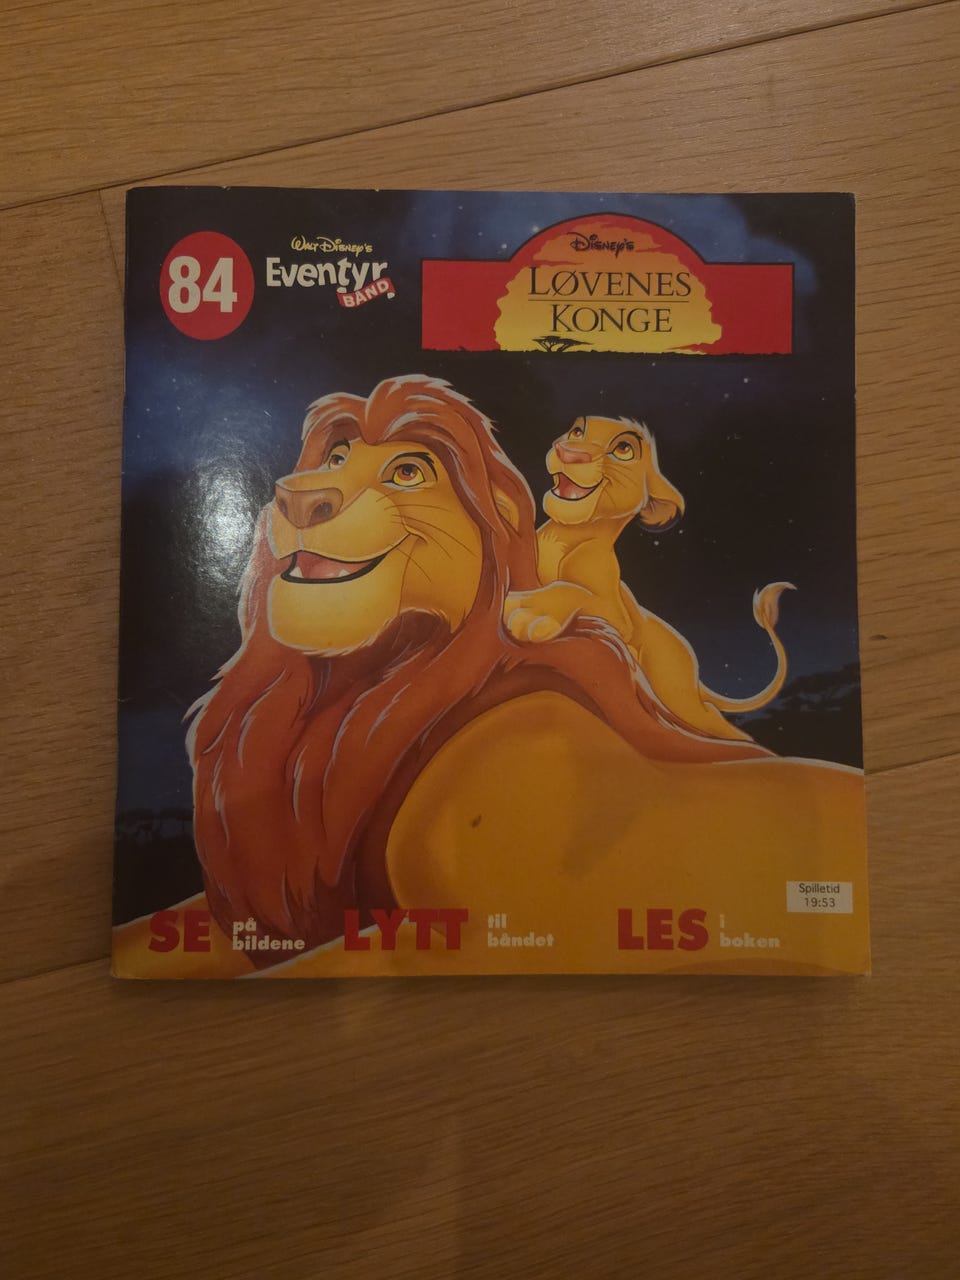 84
Walt Disney's
Eventyr
BÅND
Disney's
LØVENES
KONGE
Spilletid
19:53
SE på bildene
LYTT til båndet
LES i boken